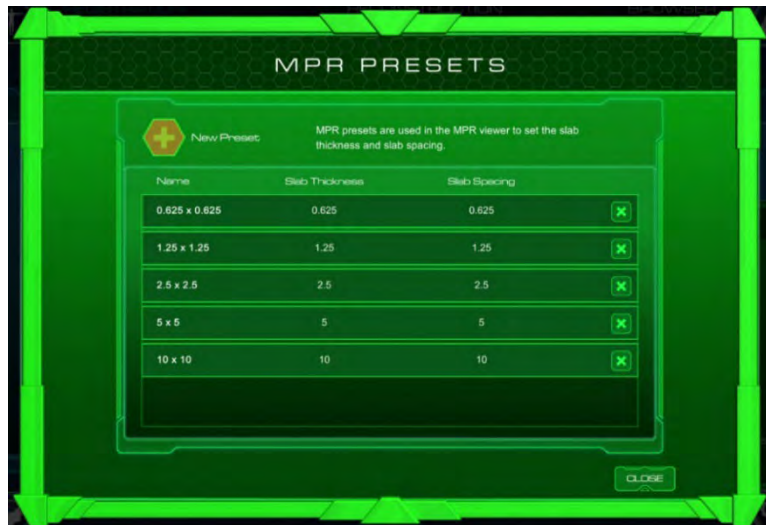 MPR PRESETS
New Preset
MPR presets are used in the MPR viewer to set the slab
thickness and slab spacing.
Name Slab Thickness Slab Spacing
0.625 x 0.625 0.625 0.625
1.25 x 1.25 1.25 1.25
2.5 x 2.5 2.5 2.5
5 x 5 5 5
10 x 10 10 10
CLOSE